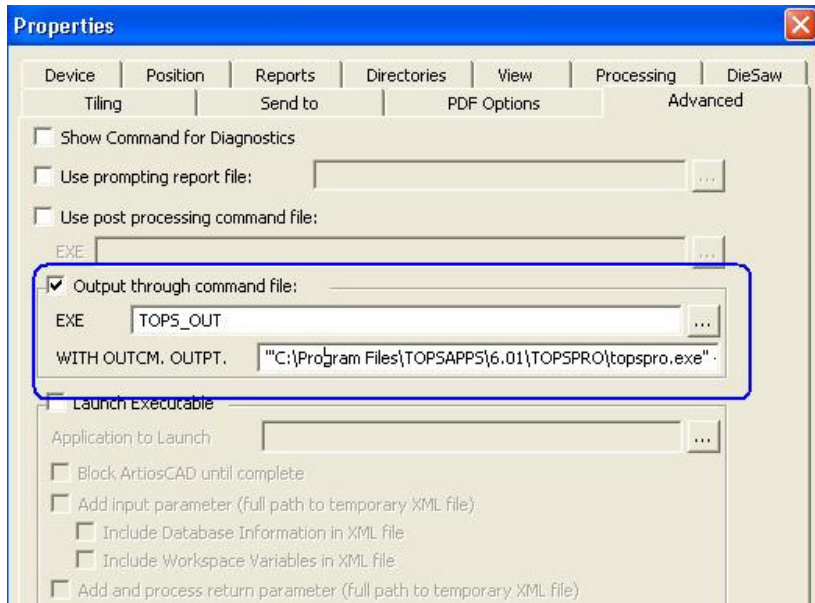 Properties
Device Position Reports Directories View Processing DieSaw
Tiling Send to PDF Options Advanced
Show Command for Diagnostics
Use prompting report file: ...
Use post processing command file:
EXE ...
Output through command file:
EXE TOPS_OUT ...
WITH OUTCM. OUTPT. "'C:\Program Files\TOPSAPPS\6.01\TOPSPRO\topspro.exe" -
Launch Executable
Application to Launch ...
Block ArtiosCAD until complete
Add input parameter (full path to temporary XML file)
Include Database Information in XML file
Include Workspace Variables in XML file
Add and process return parameter (full path to temporary XML file)